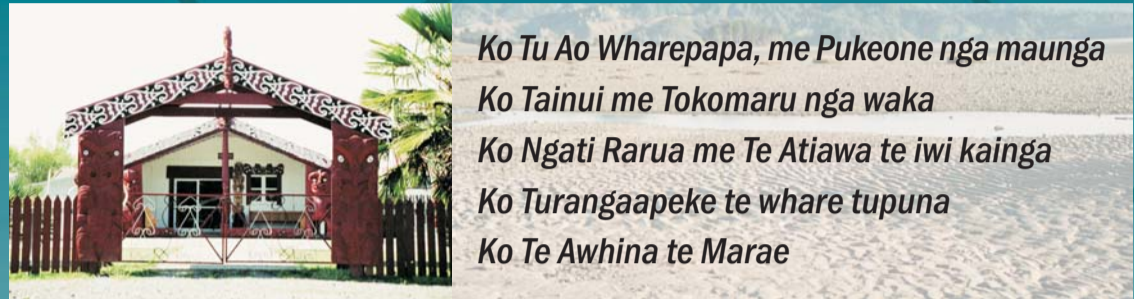 Ko Tu Ao Wharepapa, me Pukeone nga maunga
Ko Tainui me Tokomaru nga waka
Ko Ngati Rarua me Te Atiawa te iwi kainga
Ko Turangaapeke te whare tupuna
Ko Te Awhina te Marae